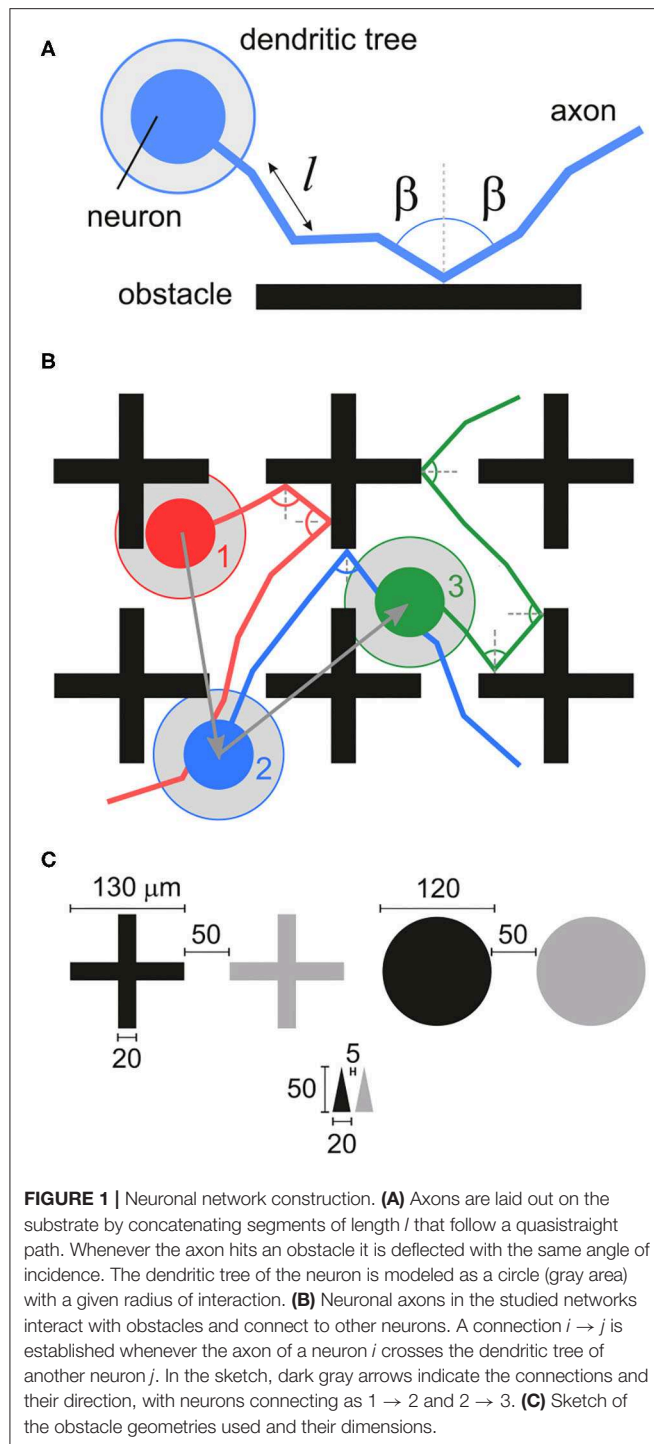 A
dendritic tree
axon
l
β β
neuron
obstacle
B
1
3
2
C
130 μm
120
50
50
20
5
50
20
FIGURE 1 | Neuronal network construction. (A) Axons are laid out on the
substrate by concatenating segments of length l that follow a quasistraight
path. Whenever the axon hits an obstacle it is deflected with the same angle of
incidence. The dendritic tree of the neuron is modeled as a circle (gray area)
with a given radius of interaction. (B) Neuronal axons in the studied networks
interact with obstacles and connect to other neurons. A connection i → j is
established whenever the axon of a neuron i crosses the dendritic tree of
another neuron j. In the sketch, dark gray arrows indicate the connections and
their direction, with neurons connecting as 1 → 2 and 2 → 3. (C) Sketch of
the obstacle geometries used and their dimensions.